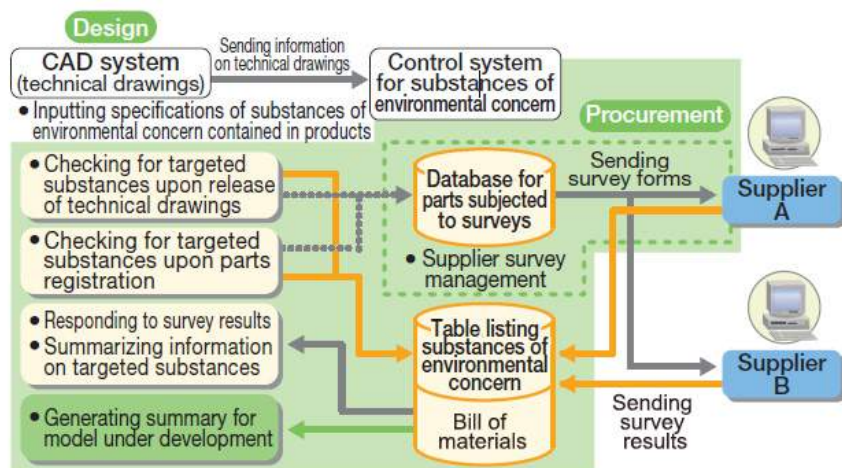 Design
CAD system
(technical drawings)
Sending information
on technical drawings
Control system
for substances of
environmental concern
• Inputting specifications of substances of
environmental concern contained in products
Procurement
• Checking for targeted
substances upon release
of technical drawings
Database for
parts subjected
to surveys
Sending
survey forms
Supplier
A
• Checking for targeted
substances upon parts
registration
• Supplier survey
management
• Responding to survey results
• Summarizing information
on targeted substances
Table listing
substances of
environmental
concern
Supplier
B
• Generating summary for
model under development
Bill of
materials
Sending
survey
results